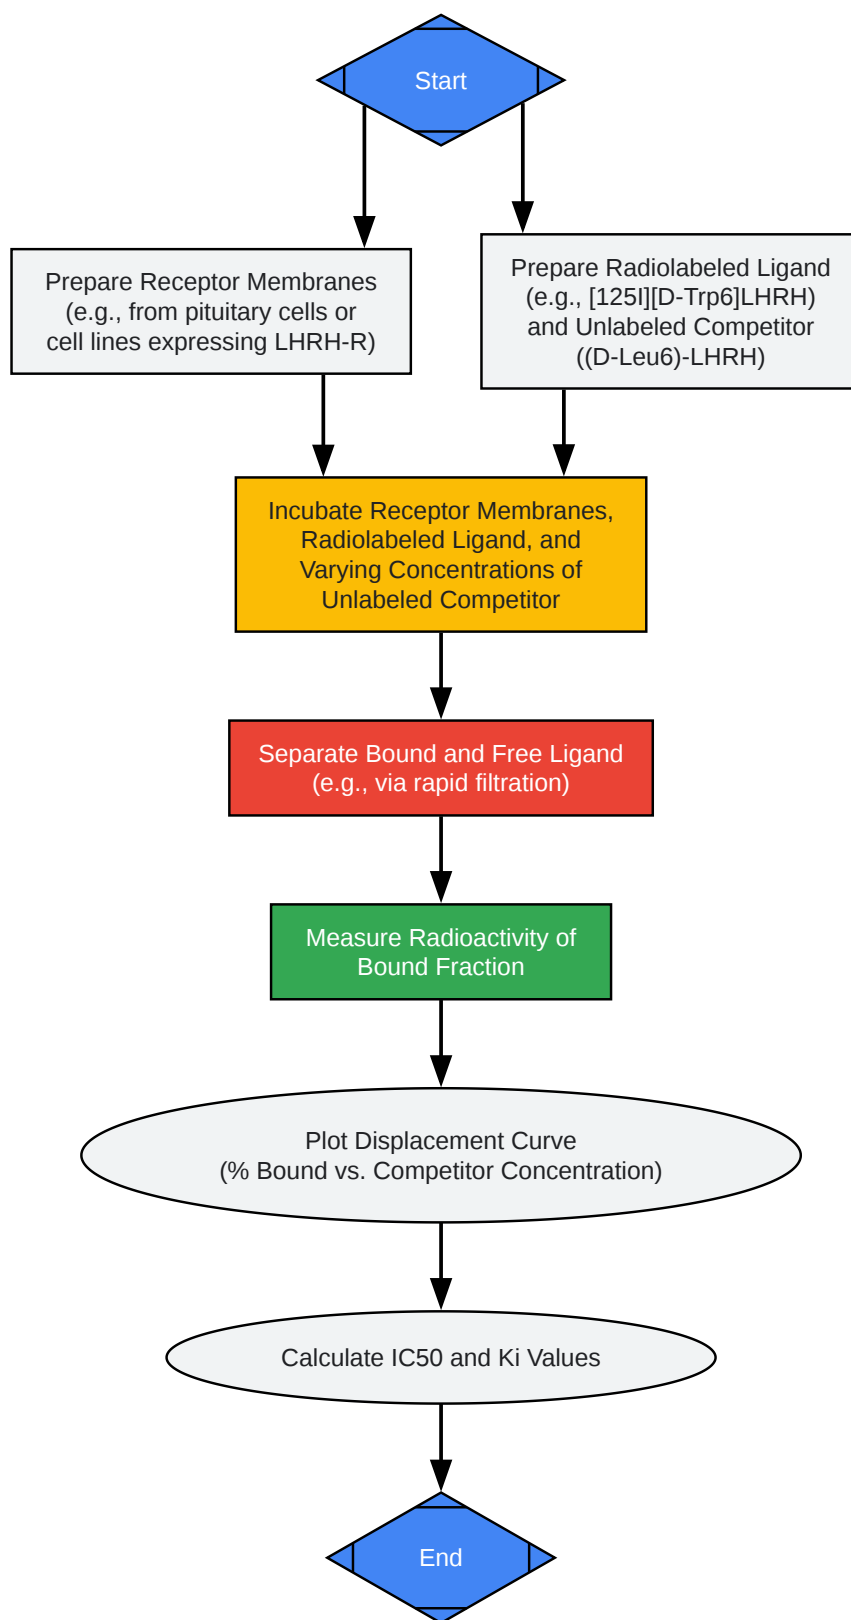 Start
Prepare Receptor Membranes
(e.g., from pituitary cells or
cell lines expressing LHRH-R)
Prepare Radiolabeled Ligand
(e.g., [125I][D-Trp6]LHRH)
and Unlabeled Competitor
((D-Leu6)-LHRH)
Incubate Receptor Membranes,
Radiolabeled Ligand, and
Varying Concentrations of
Unlabeled Competitor
Separate Bound and Free Ligand
(e.g., via rapid filtration)
Measure Radioactivity of
Bound Fraction
Plot Displacement Curve
(% Bound vs. Competitor Concentration)
Calculate IC50 and Ki Values
End